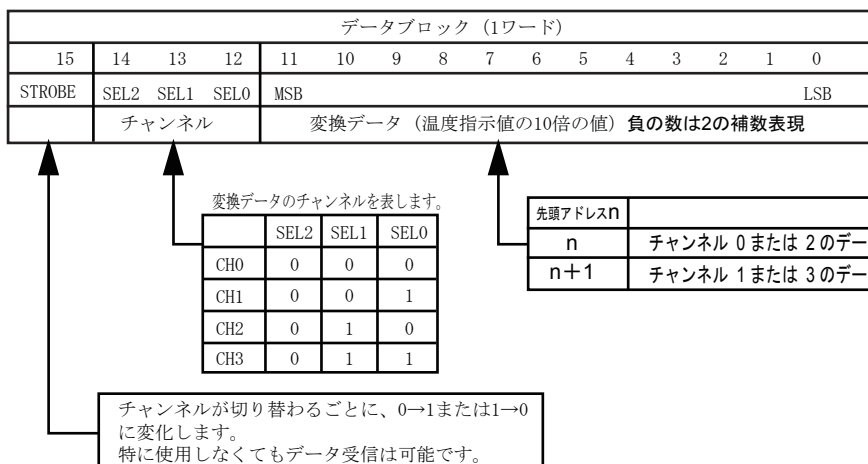 データブロック（1ワード）
15 14 13 12 11 10 9 8 7 6 5 4 3 2 1 0
STROBE SEL2 SEL1 SEL0 MSB LSB
チャンネル 変換データ（温度指示値の10倍の値）負の数は2の補数表現
変換データのチャンネルを表します。
SEL2 SEL1 SEL0
CH0 0 0 0
CH1 0 0 1
CH2 0 1 0
CH3 0 1 1
先頭アドレスn
n チャンネル 0 または 2 のデー
n＋1 チャンネル 1 または 3 のデー
チャンネルが切り替わるごとに、0→1または1→0
に変化します。
特に使用しなくてもデータ受信は可能です。